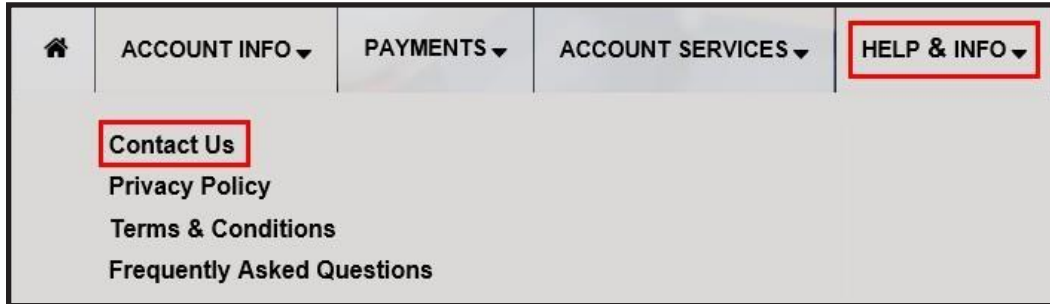 ACCOUNT INFO PAYMENTS ACCOUNT SERVICES HELP & INFO
Contact Us
Privacy Policy
Terms & Conditions
Frequently Asked Questions